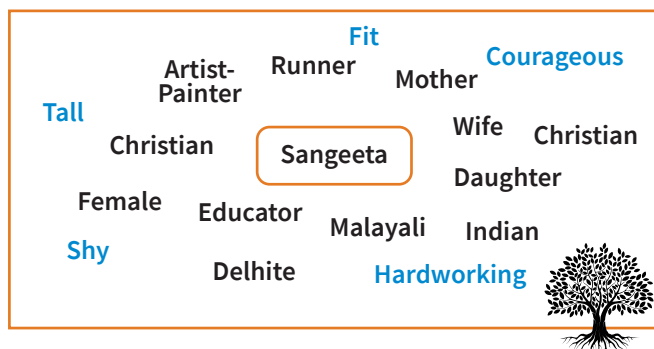 Fit
Courageous
Artist-
Painter
Runner
Mother
Tall
Christian
Sangeeta
Wife
Christian
Daughter
Female
Educator
Malayali
Indian
Shy
Delhite
Hardworking